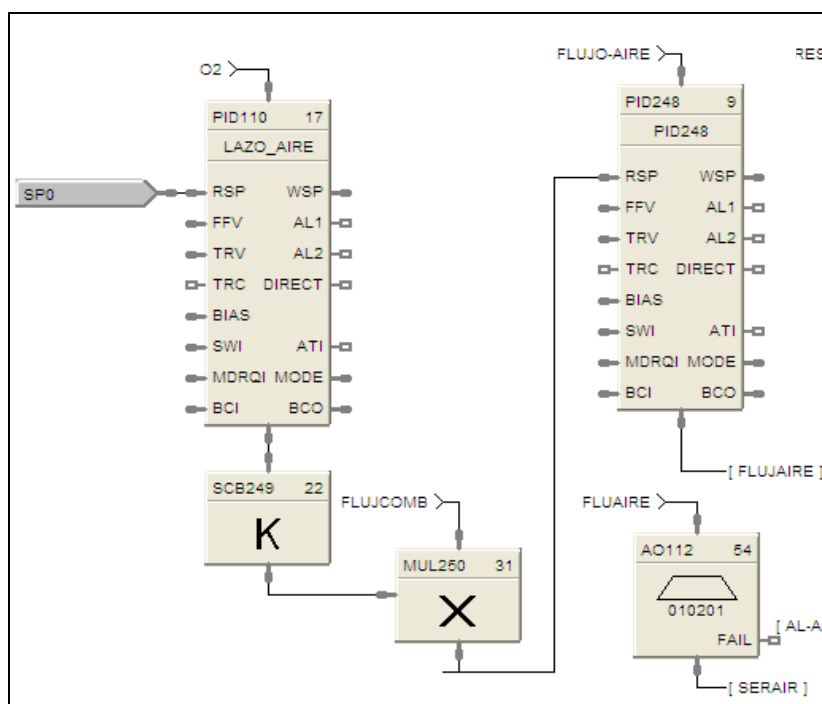 O2
PID110 17
LAZO_AIRE
SP0
RSP WSP
FFV AL1
TRV AL2
TRC DIRECT
BIAS
SWI ATI
MDRQI MODE
BCI BCO
SCB249 22
K
FLUJCOMB
MUL250 31
X
FLUJO-AIRE
RES
PID248 9
PID248
RSP WSP
FFV AL1
TRV AL2
TRC DIRECT
BIAS
SWI ATI
MDRQI MODE
BCI BCO
[ FLUJAIRE ]
FLUAIRE
AO112 54
010201
[ AL-A
FAIL
[ SERAIR ]